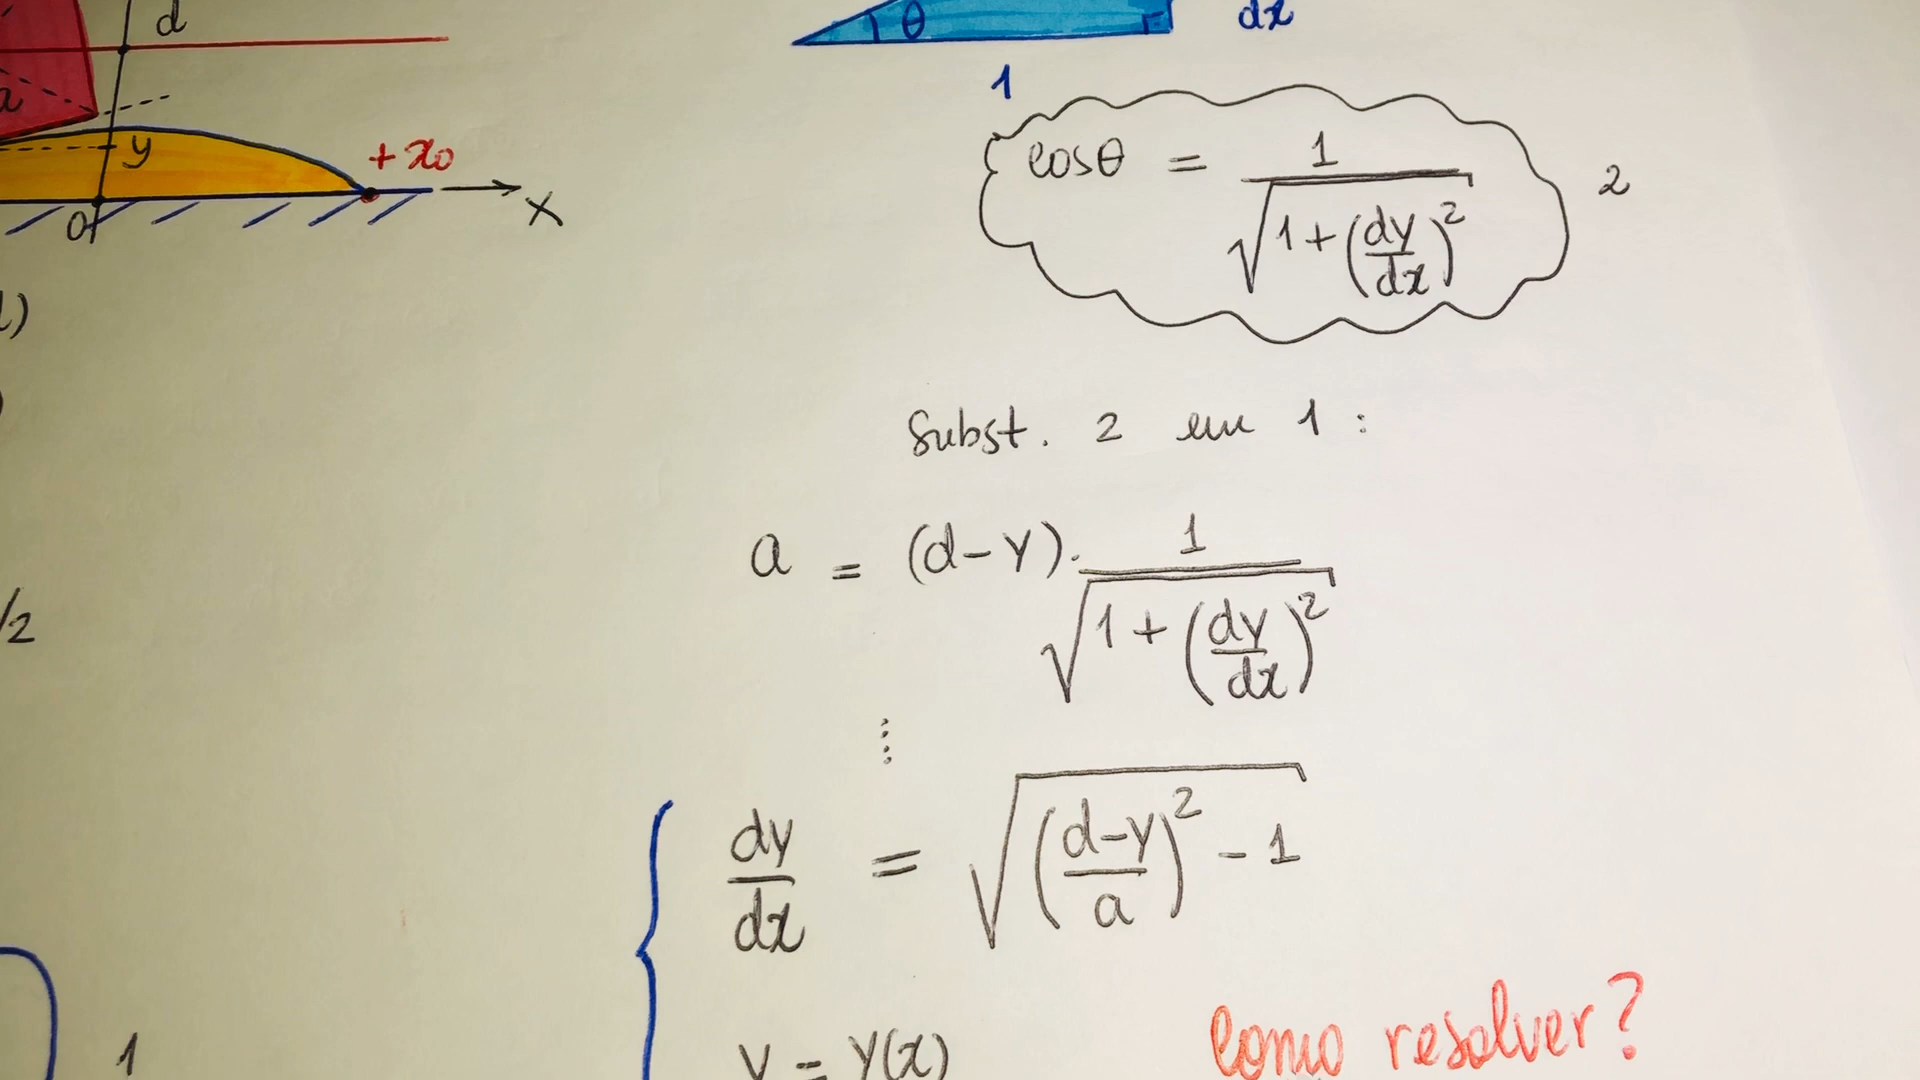 d
θ
dx
a
1
y
+x₀
cosθ = 1/√(1+(dy/dx)²)
2
O
X
)
Subst. 2 em 1 :
a = (d-y).1/√(1+(dy/dx)²)
/2
dy/dx = √(((d-y)/a)²-1)
como resolver?
1
y = y(x)